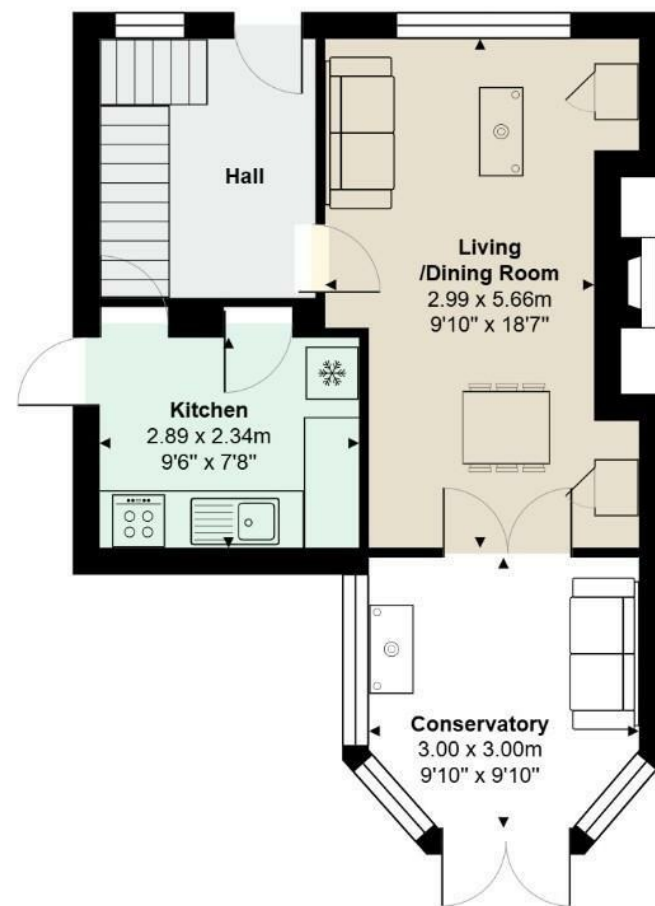 Hall
Living
/Dining Room
2.99 x 5.66m
9'10" x 18'7"
Kitchen
2.89 x 2.34m
9'6" x 7'8"
Conservatory
3.00 x 3.00m
9'10" x 9'10"